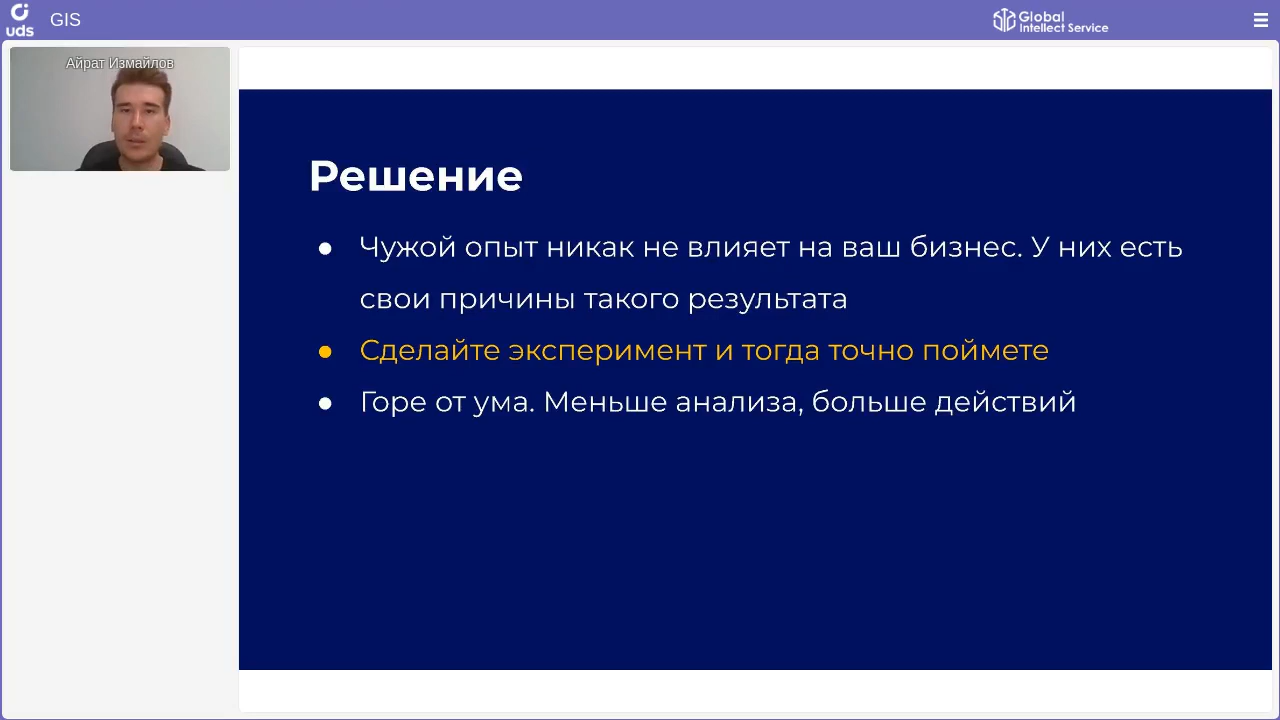 uds
GIS
Global
Intellect Service
Айрат Измайлов
Решение
● Чужой опыт никак не влияет на ваш бизнес. У них есть
свои причины такого результата
● Сделайте эксперимент и тогда точно поймете
● Горе от ума. Меньше анализа, больше действий